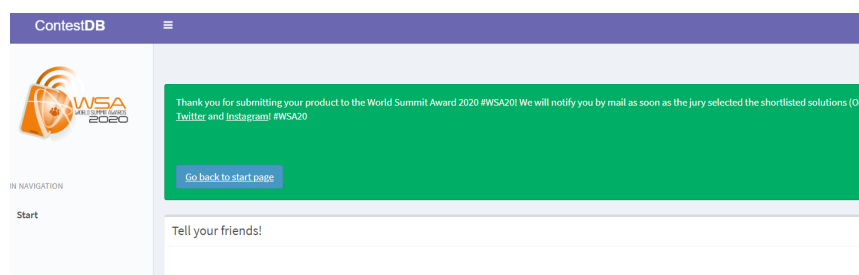 ContestDB
WSA
WORLD SUMMIT AWARDS
2020
Thank you for submitting your product to the World Summit Award 2020 #WSA20! We will notify you by mail as soon as the jury selected the shortlisted solutions (O
Twitter and Instagram! #WSA20
Go back to start page
IN NAVIGATION
Start
Tell your friends!